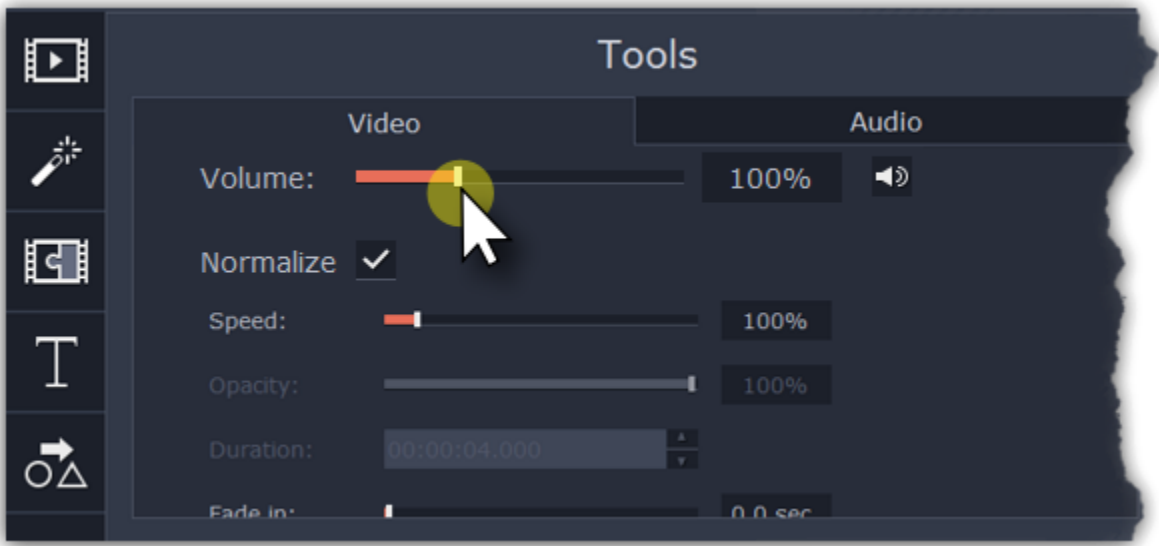 Tools
Video Audio
Volume: 100%
Normalize
Speed: 100%
Opacity: 100%
Duration: 00:00:04.000
Fade in: 0.0 sec